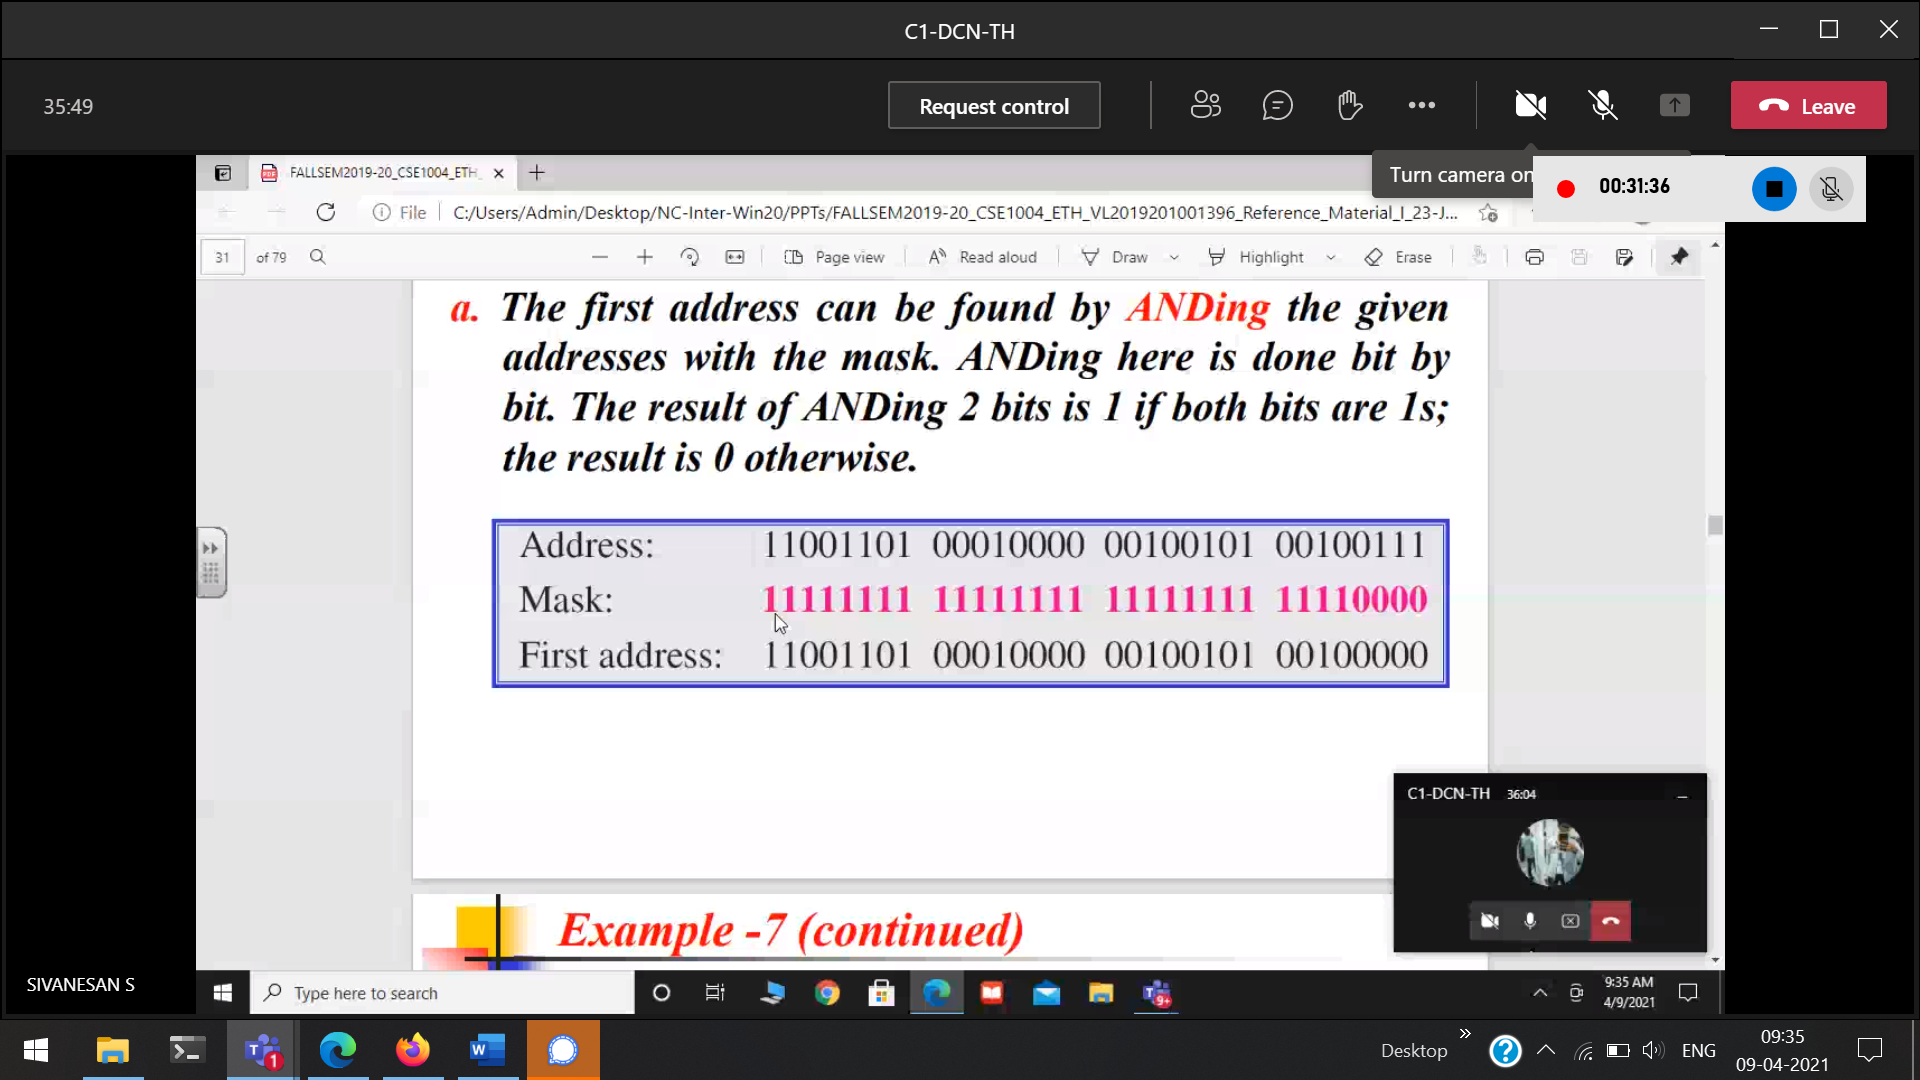 C1-DCN-TH
35:49
Request control
Leave
Turn camera on
00:31:36
FALLSEM2019-20_CSE1004_ETH_
File
C:/Users/Admin/Desktop/NC-Inter-Win20/PPTs/FALLSEM2019-20_CSE1004_ETH_VL2019201001396_Reference_Material_I_23-J...
31 of 79
Page view
Read aloud
Draw
Highlight
Erase
a. The first address can be found by ANDing the given
addresses with the mask. ANDing here is done bit by
bit. The result of ANDing 2 bits is 1 if both bits are 1s;
the result is 0 otherwise.
Address: 11001101 00010000 00100101 00100111
Mask: 11111111 11111111 11111111 11110000
First address: 11001101 00010000 00100101 00100000
C1-DCN-TH 36:04
Example -7 (continued)
SIVANESAN S
Type here to search
9+
9:35 AM
4/9/2021
1
Desktop
ENG
09:35
09-04-2021